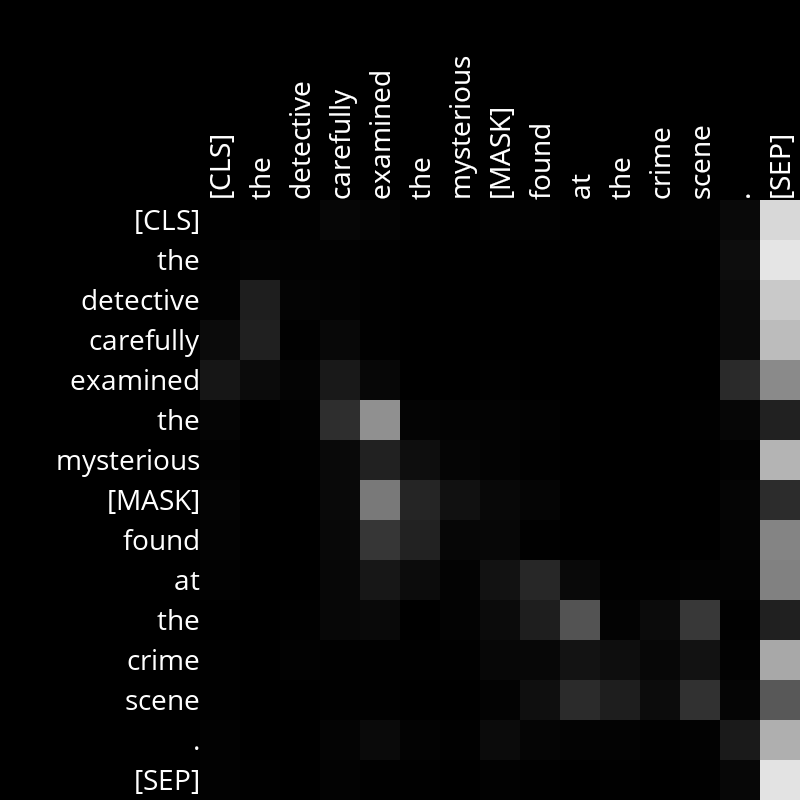 [CLS]
the
detective
carefully
examined
the
mysterious
[MASK]
found
at
the
crime
scene
.
[SEP]
[CLS]
the
detective
carefully
examined
the
mysterious
[MASK]
found
at
the
crime
scene
.
[SEP]